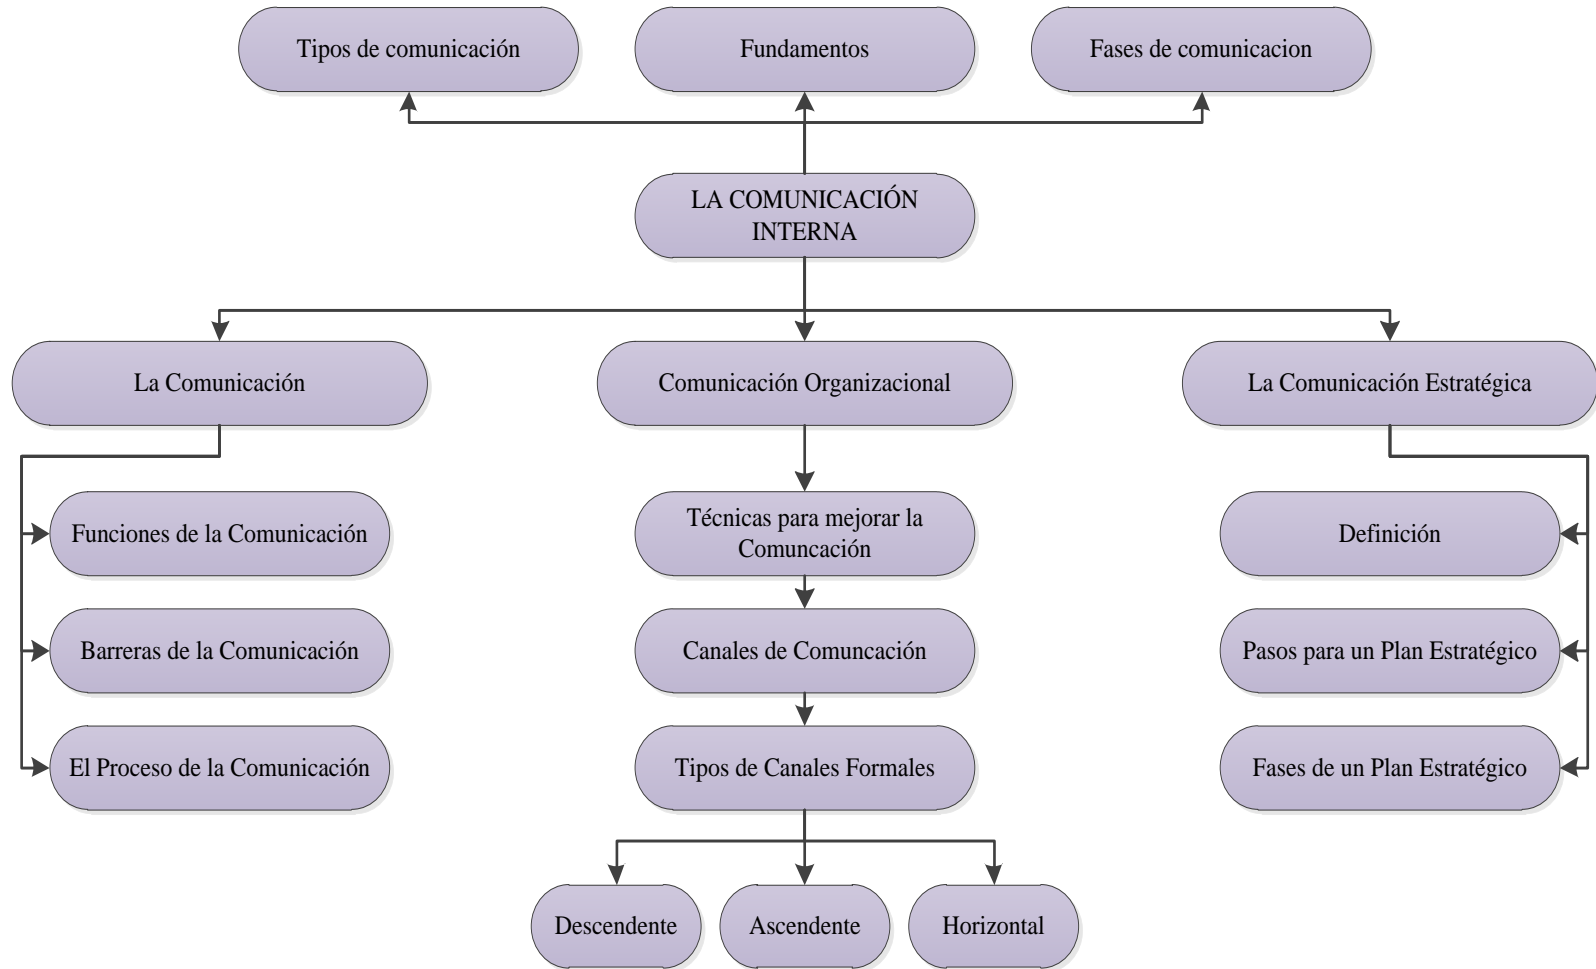 Tipos de comunicación
Fundamentos
Fases de comunicacion
LA COMUNICACIÓN
INTERNA
La Comunicación
Comunicación Organizacional
La Comunicación Estratégica
Funciones de la Comunicación
Técnicas para mejorar la
Comuncación
Definición
Barreras de la Comunicación
Canales de Comuncación
Pasos para un Plan Estratégico
El Proceso de la Comunicación
Tipos de Canales Formales
Fases de un Plan Estratégico
Descendente
Ascendente
Horizontal